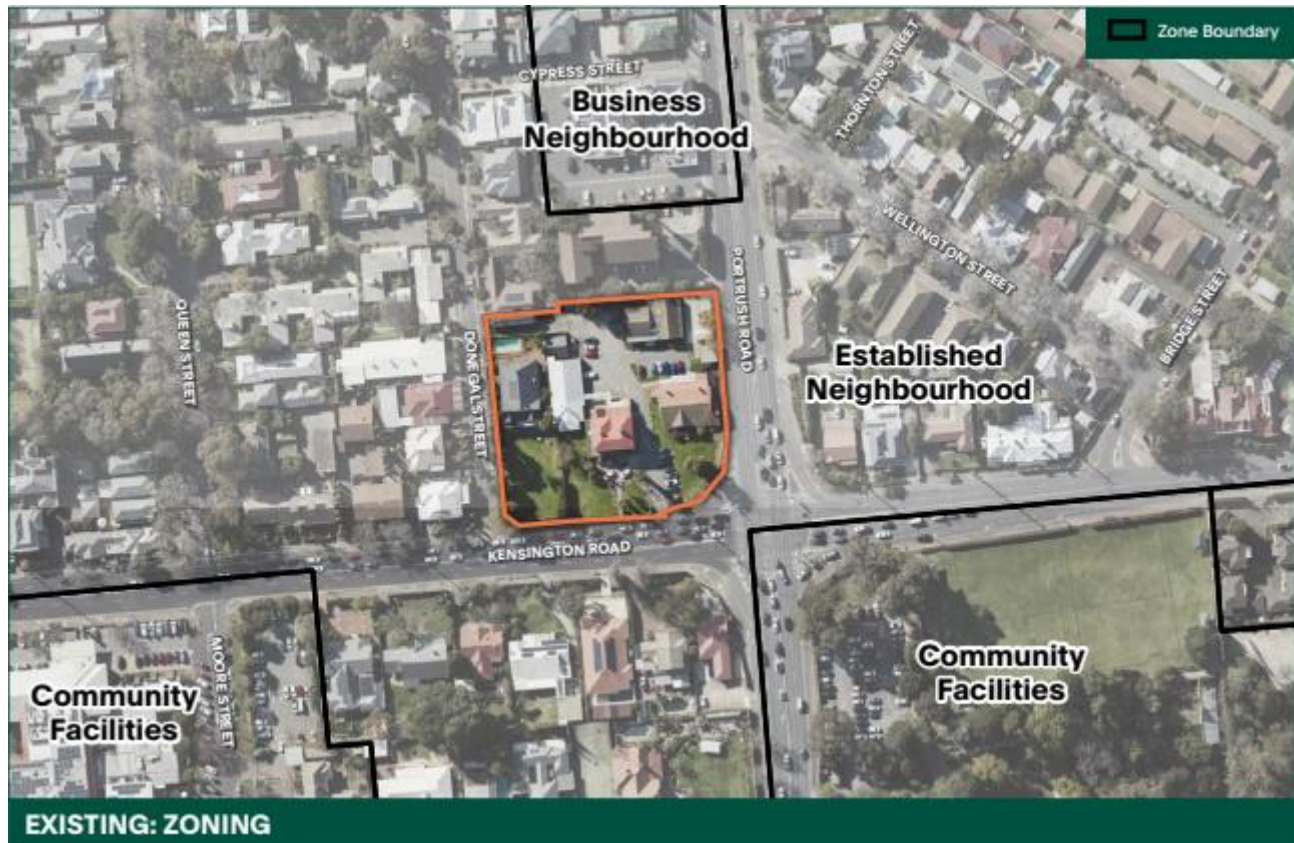 Zone Boundary
CYPRESS STREET
Business
Neighbourhood
THORNTON STREET
WELLINGTON STREET
PORTRUSH ROAD
BRIDGE STREET
QUEEN STREET
DONEGAL STREET
Established
Neighbourhood
KENSINGTON ROAD
MOORE STREET
Community
Facilities
Community
Facilities
EXISTING: ZONING